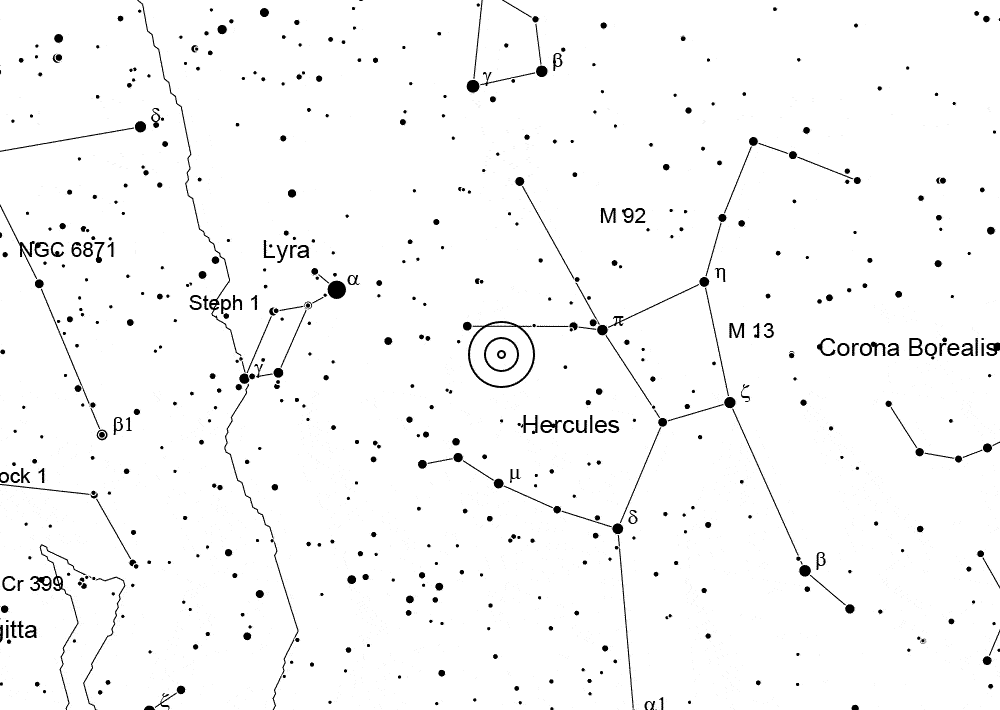 β
γ
δ
M 92
NGC 6871
Lyra
η
α
Steph 1
π
M 13
Corona Borealis
γ
ζ
β1
Hercules
ock 1
μ
δ
β
Cr 399
gitta
ζ
α1